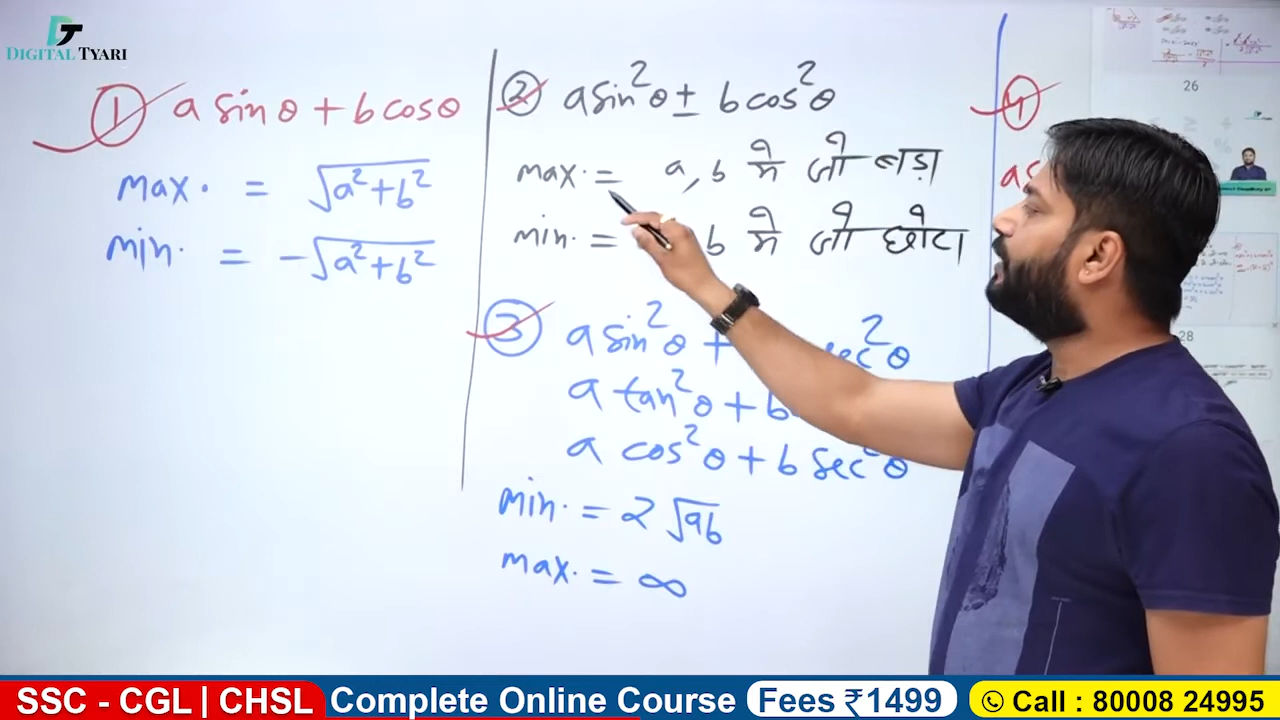 DT
DIGITAL TYARI
① a sinθ + b cosθ
max. = √a²+b²
min. = -√a²+b²
② a sin²θ ± b cos²θ
max. = a, b में जो बड़ा
min. = b में जो छोटा
③ a sin²θ + sec²θ
a tan²θ + b
a cos²θ + b sec²θ
min. = 2√ab
max. = ∞
④
26
28
SSC - CGL | CHSL Complete Online Course Fees ₹1499 Call : 80008 24995